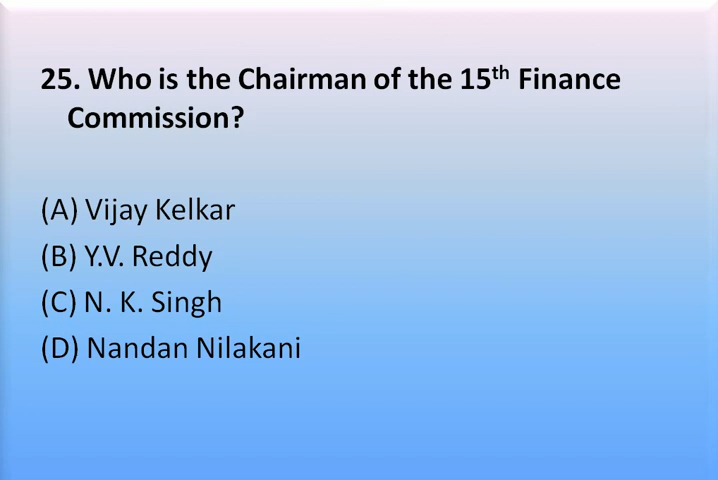 25. Who is the Chairman of the 15th Finance
Commission?
(A) Vijay Kelkar
(B) Y.V. Reddy
(C) N. K. Singh
(D) Nandan Nilakani